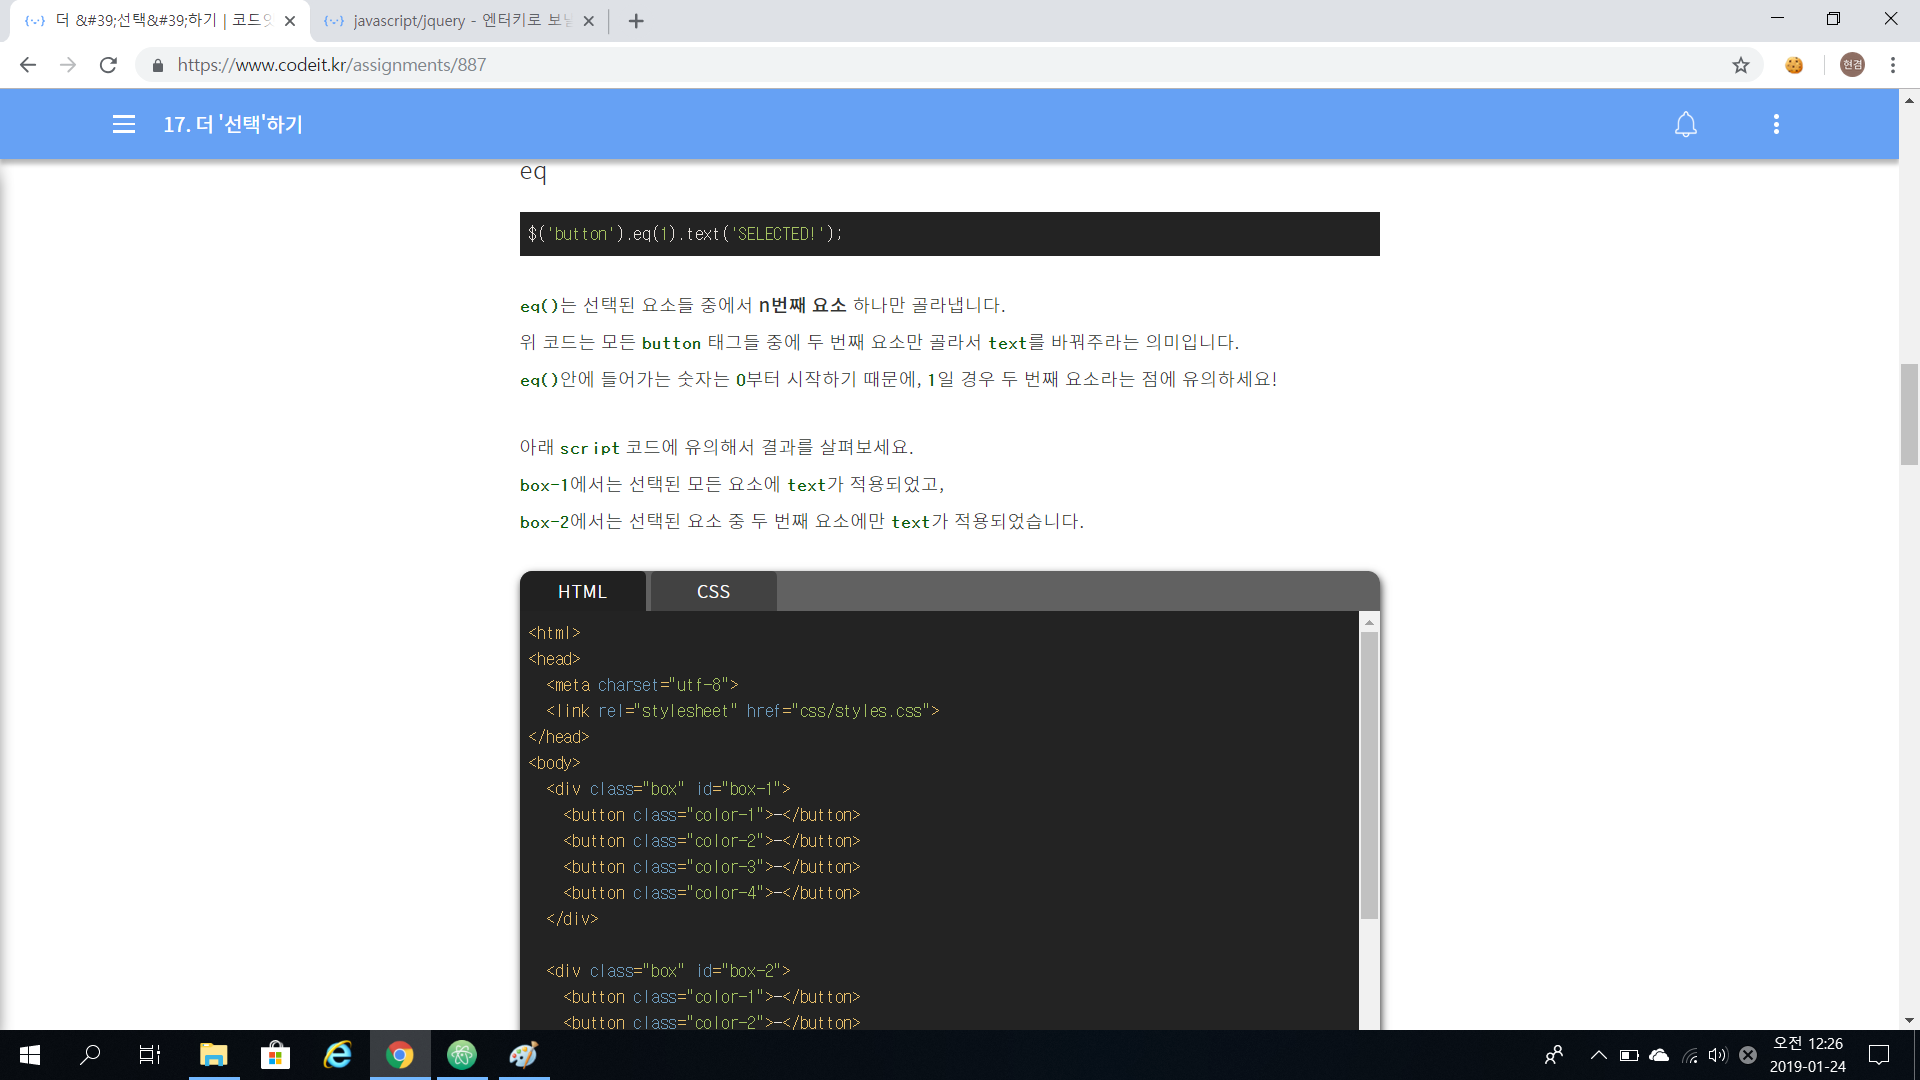 더 &#39;선택&#39;하기 | 코드잇
javascript/jquery - 엔터키로 보낼
https://www.codeit.kr/assignments/887
현겸
17. 더 '선택'하기
eq
$('button').eq(1).text('SELECTED!');
eq()는 선택된 요소들 중에서 n번째 요소 하나만 골라냅니다.
위 코드는 모든 button 태그들 중에 두 번째 요소만 골라서 text를 바꿔주라는 의미입니다.
eq()안에 들어가는 숫자는 0부터 시작하기 때문에, 1일 경우 두 번째 요소라는 점에 유의하세요!
아래 script 코드에 유의해서 결과를 살펴보세요.
box-1에서는 선택된 모든 요소에 text가 적용되었고,
box-2에서는 선택된 요소 중 두 번째 요소에만 text가 적용되었습니다.
HTML CSS
<html>
<head>
<meta charset="utf-8">
<link rel="stylesheet" href="css/styles.css">
</head>
<body>
<div class="box" id="box-1">
<button class="color-1">-</button>
<button class="color-2">-</button>
<button class="color-3">-</button>
<button class="color-4">-</button>
</div>
<div class="box" id="box-2">
<button class="color-1">-</button>
<button class="color-2">-</button>
오전 12:26
2019-01-24